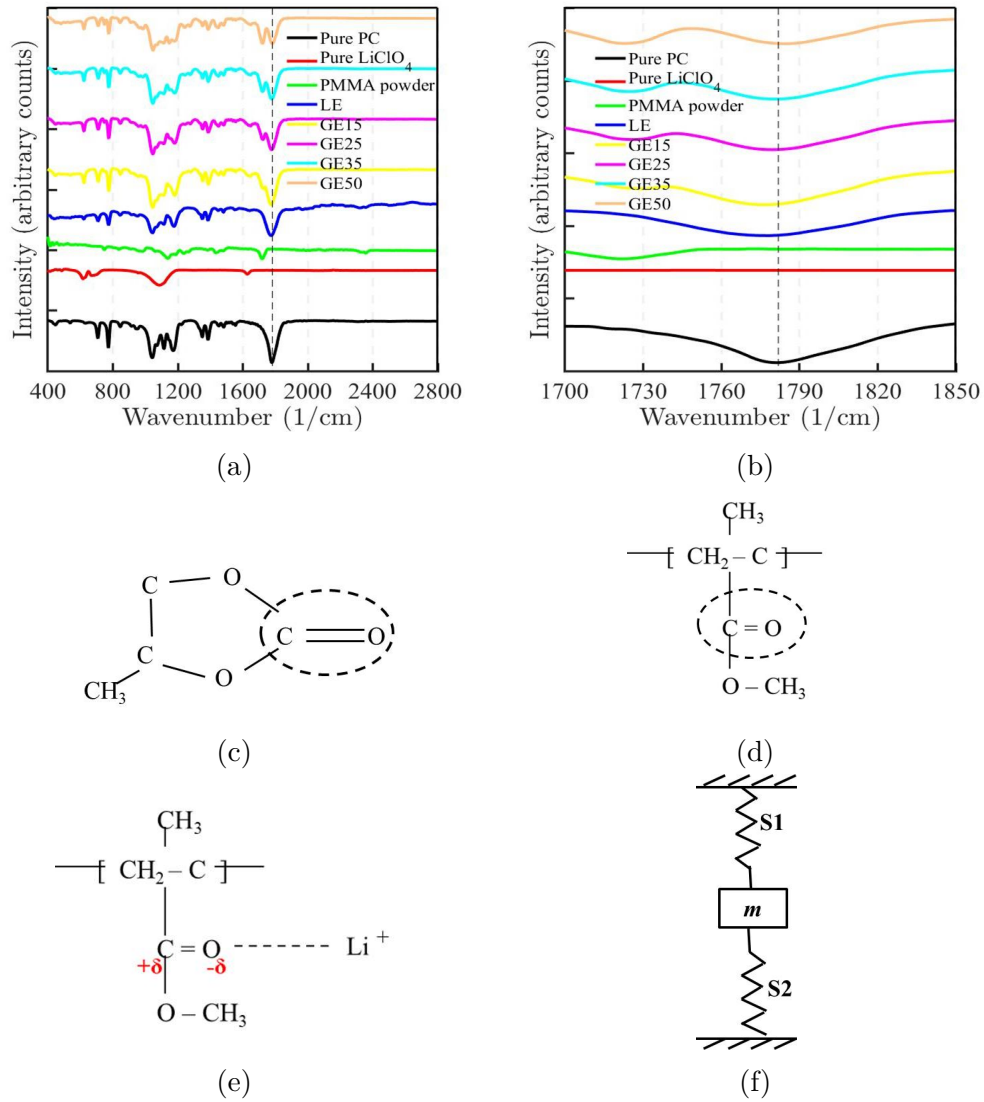 Intensity (arbitrary counts)
Pure PC
Pure LiClO4
PMMA powder
LE
GE15
GE25
GE35
GE50
400 800 1200 1600 2000 2400 2800
Wavenumber (1/cm)
(a)
Intensity (arbitrary counts)
Pure PC
Pure LiClO4
PMMA powder
LE
GE15
GE25
GE35
GE50
1700 1730 1760 1790 1820 1850
Wavenumber (1/cm)
(b)
C O
C O
C
O
CH3
(c)
CH3
[ CH2 – C ]
C = O
O – CH3
(d)
CH3
[ CH2 – C ]
C = O Li +
+δ -δ
O – CH3
(e)
S1
m
S2
(f)